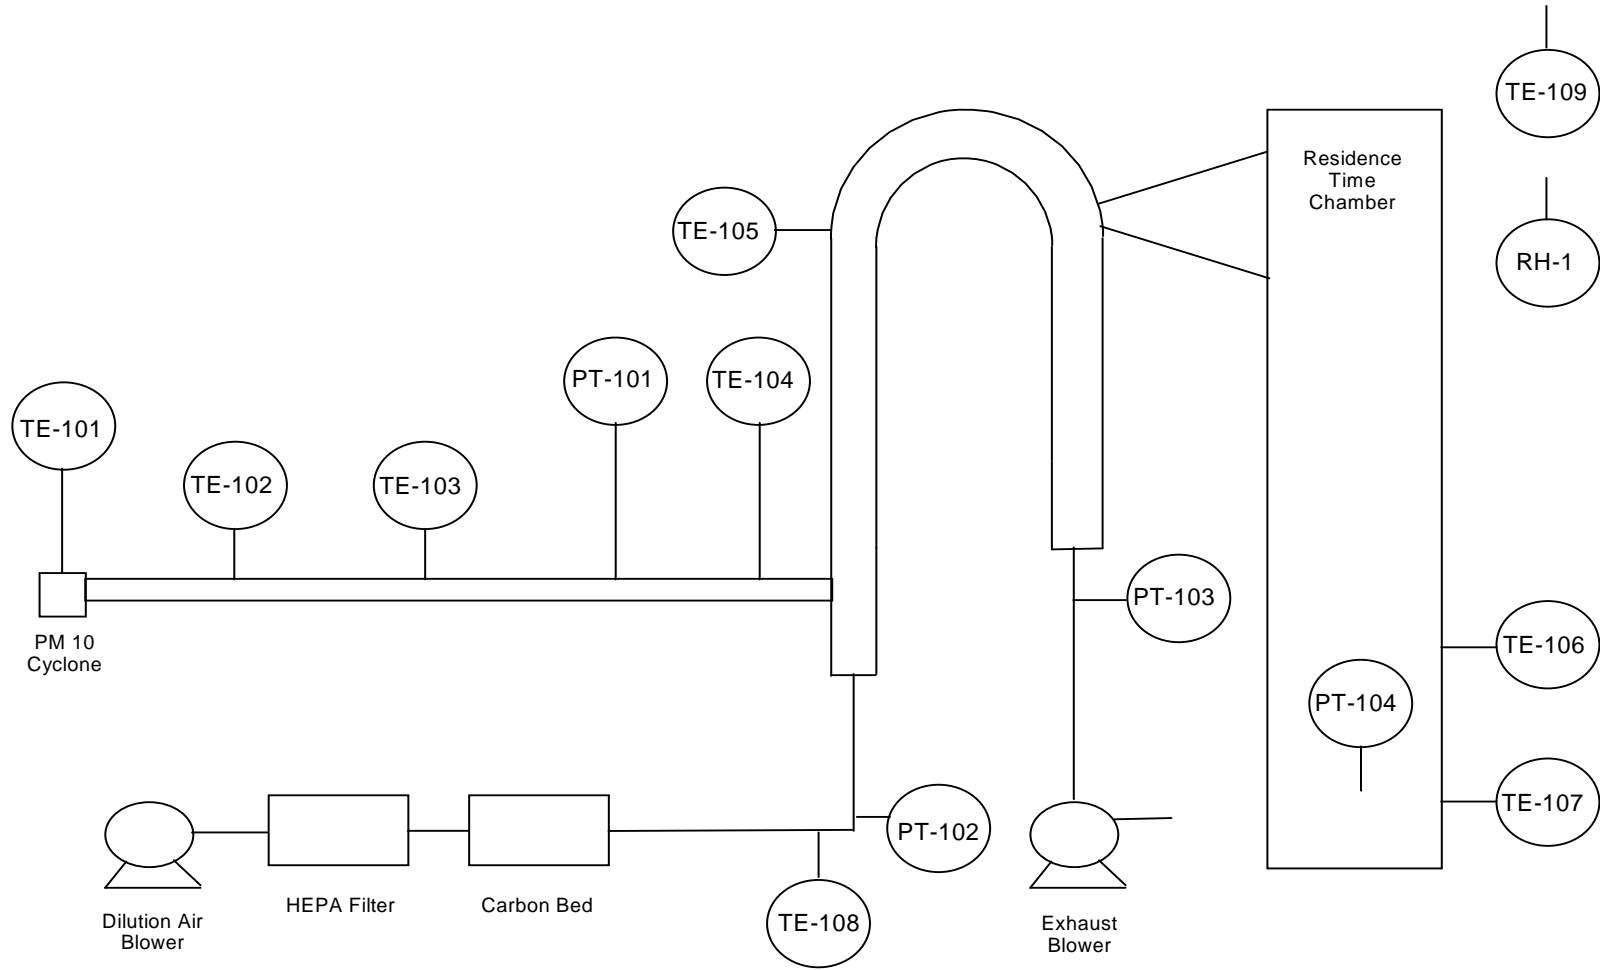 TE-109
Residence
Time
Chamber
TE-105
RH-1
PT-101
TE-104
TE-101
TE-102
TE-103
PT-103
PM 10
Cyclone
TE-106
PT-104
TE-107
PT-102
HEPA Filter
Carbon Bed
Dilution Air
Blower
TE-108
Exhaust
Blower